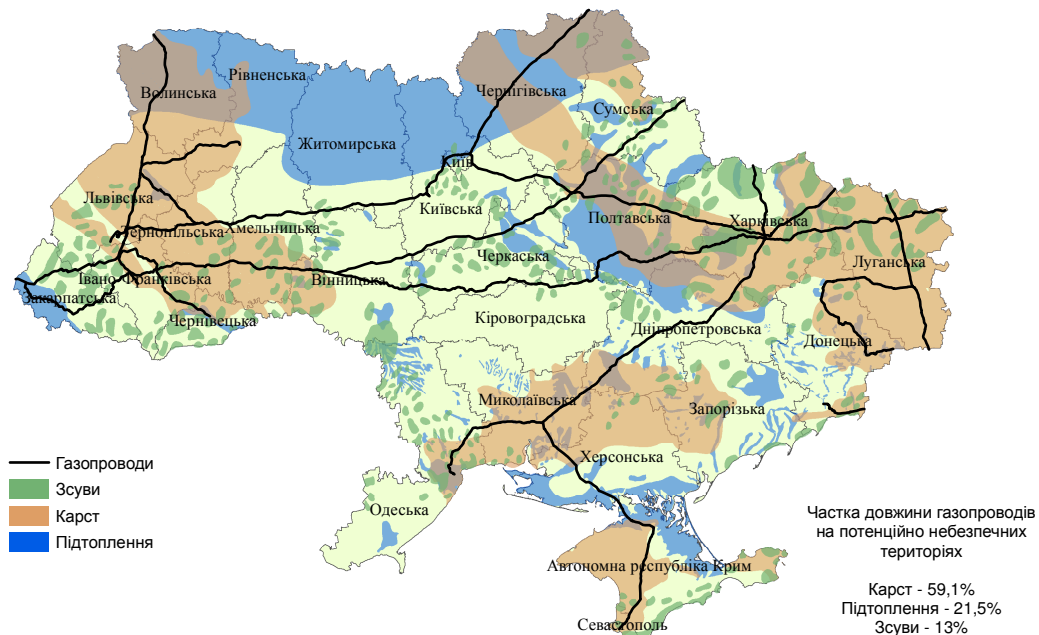 Рівненська
Волинська
Чернігівська
Сумська
Житомирська
Київ
Львівська
Київська
Полтавська
Харківська
Тернопільська
Хмельницька
Черкаська
Луганська
Івано-Франківська
Вінницька
Закарпатська
Чернівецька
Кіровоградська
Дніпропетровська
Донецька
Миколаївська
Запорізька
Херсонська
Одеська
Автономна республіка Крим
Севастополь
Газопроводи
Зсуви
Карст
Підтоплення
Частка довжини газопроводів
на потенційно небезпечних
територіях
Карст - 59,1%
Підтоплення - 21,5%
Зсуви - 13%